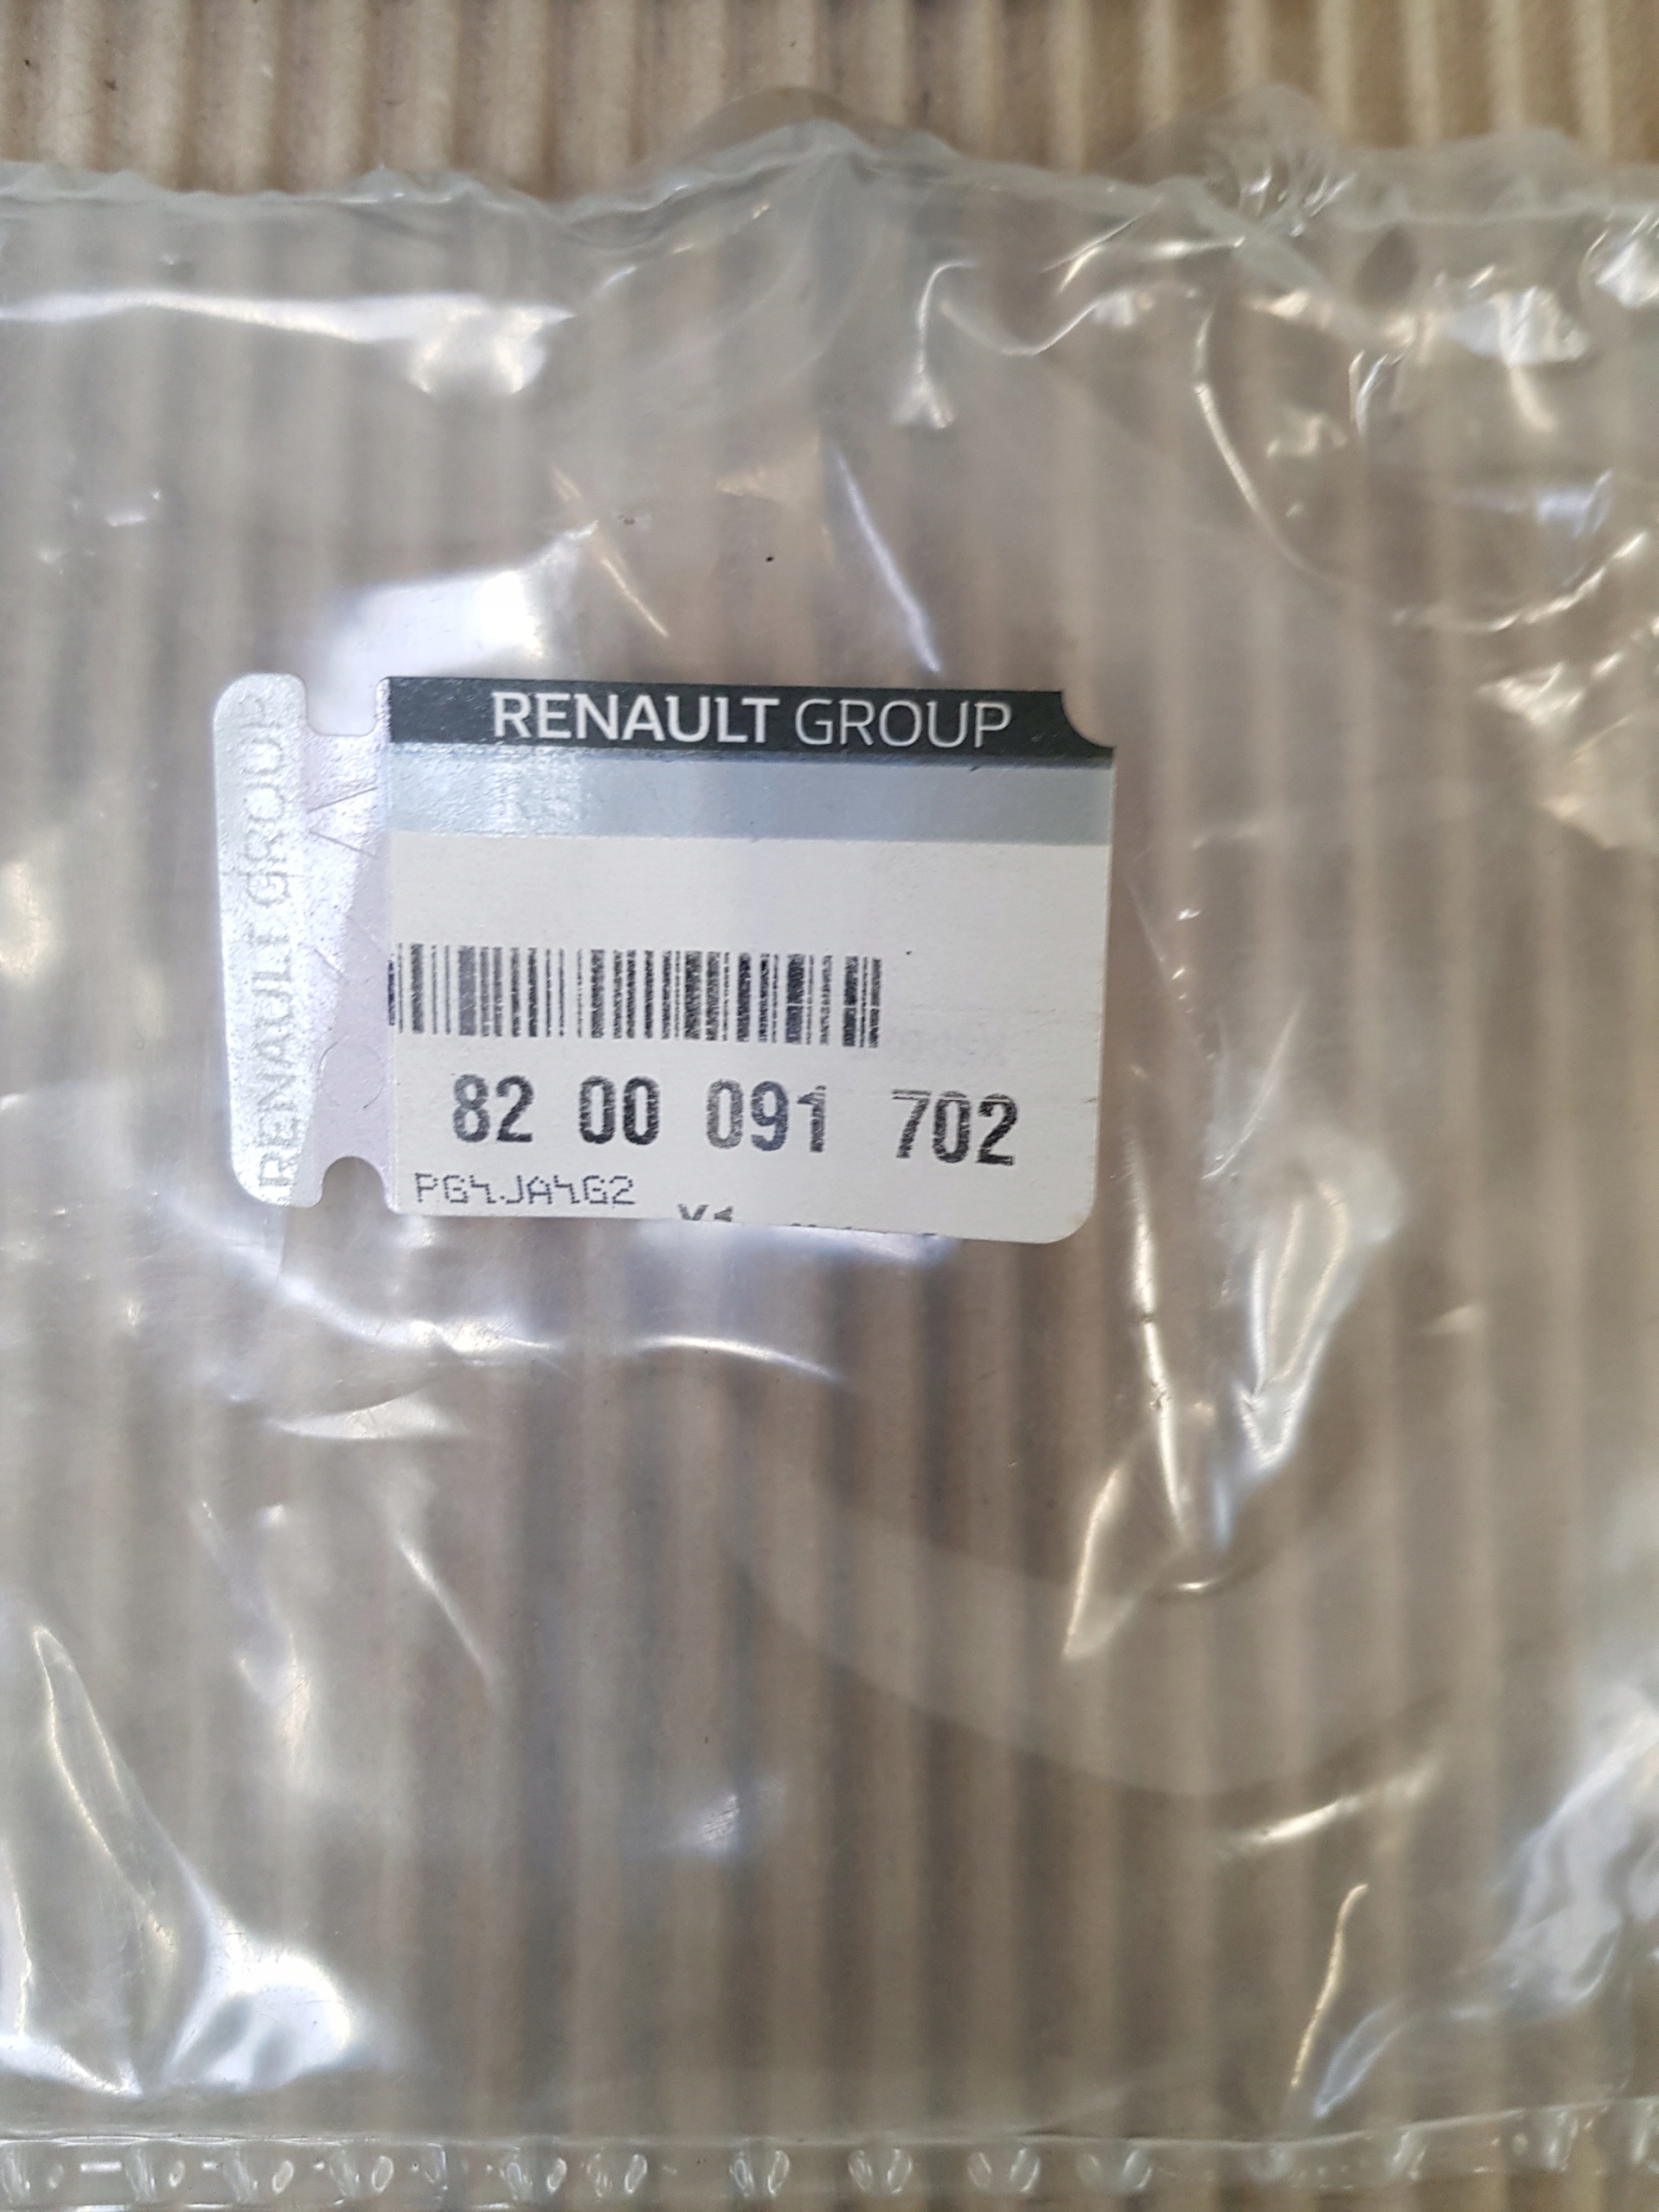 RENAULT GROUP
RENAULT GROUP
82 00 091 702
PG4JA4G2